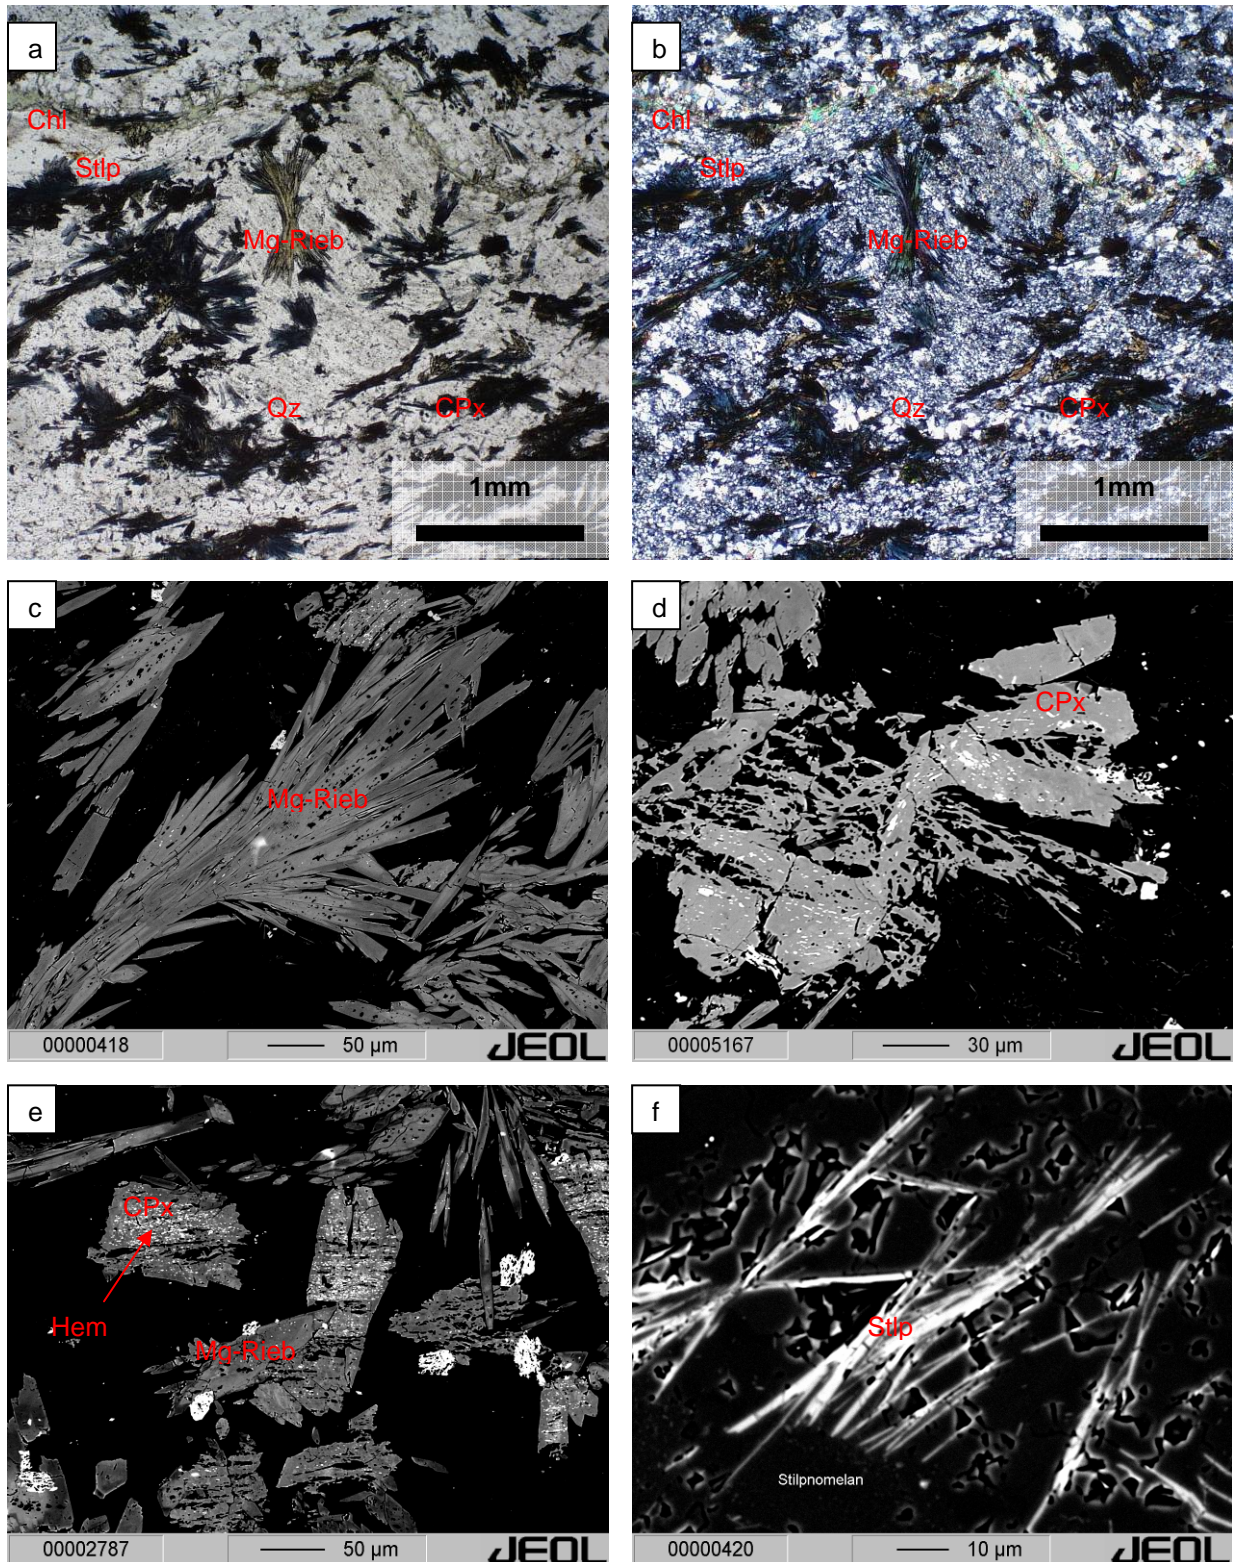 a
Chl
Stlp
Mg-Rieb
Qz
CPx
1mm
b
Chl
Stlp
Mg-Rieb
Qz
CPx
1mm
c
Mg-Rieb
00000418
50 µm
JEOL
d
CPx
00005167
30 µm
JEOL
e
CPx
Hem
Mg-Rieb
00002787
50 µm
JEOL
f
Stlp
Stilpnomelan
00000420
10 µm
JEOL